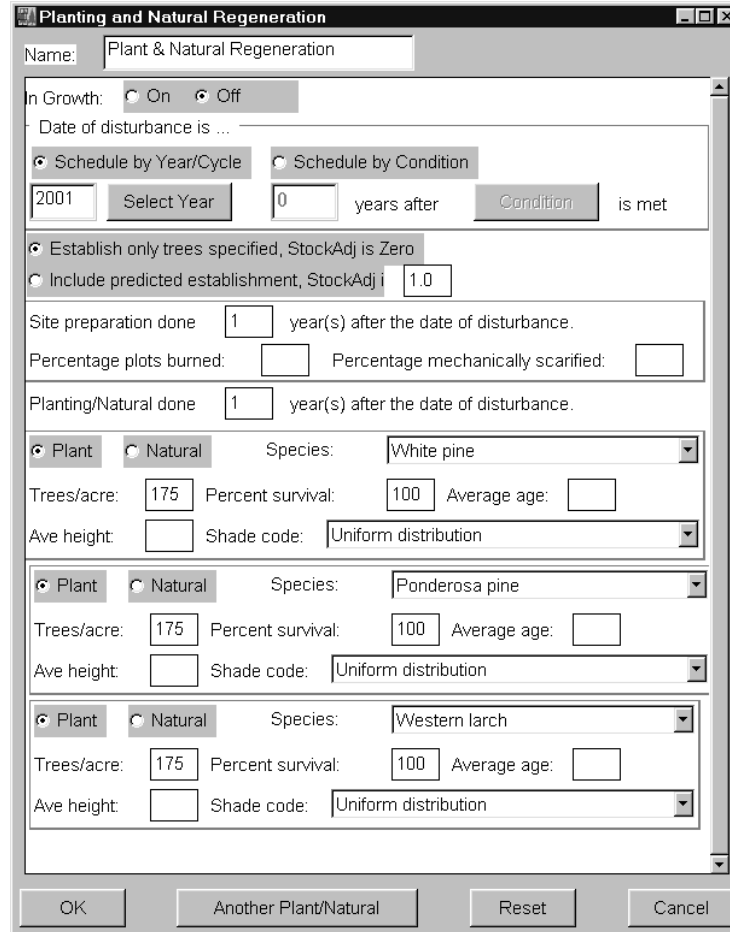 Planting and Natural Regeneration
Name: Plant & Natural Regeneration
In Growth: On Off
Date of disturbance is ...
Schedule by Year/Cycle Schedule by Condition
2001 Select Year 0 years after Condition is met
Establish only trees specified, StockAdj is Zero
Include predicted establishment, StockAdj i 1.0
Site preparation done 1 year(s) after the date of disturbance.
Percentage plots burned: Percentage mechanically scarified:
Planting/Natural done 1 year(s) after the date of disturbance.
Plant Natural Species: White pine
Trees/acre: 175 Percent survival: 100 Average age:
Ave height: Shade code: Uniform distribution
Plant Natural Species: Ponderosa pine
Trees/acre: 175 Percent survival: 100 Average age:
Ave height: Shade code: Uniform distribution
Plant Natural Species: Western larch
Trees/acre: 175 Percent survival: 100 Average age:
Ave height: Shade code: Uniform distribution
OK Another Plant/Natural Reset Cancel